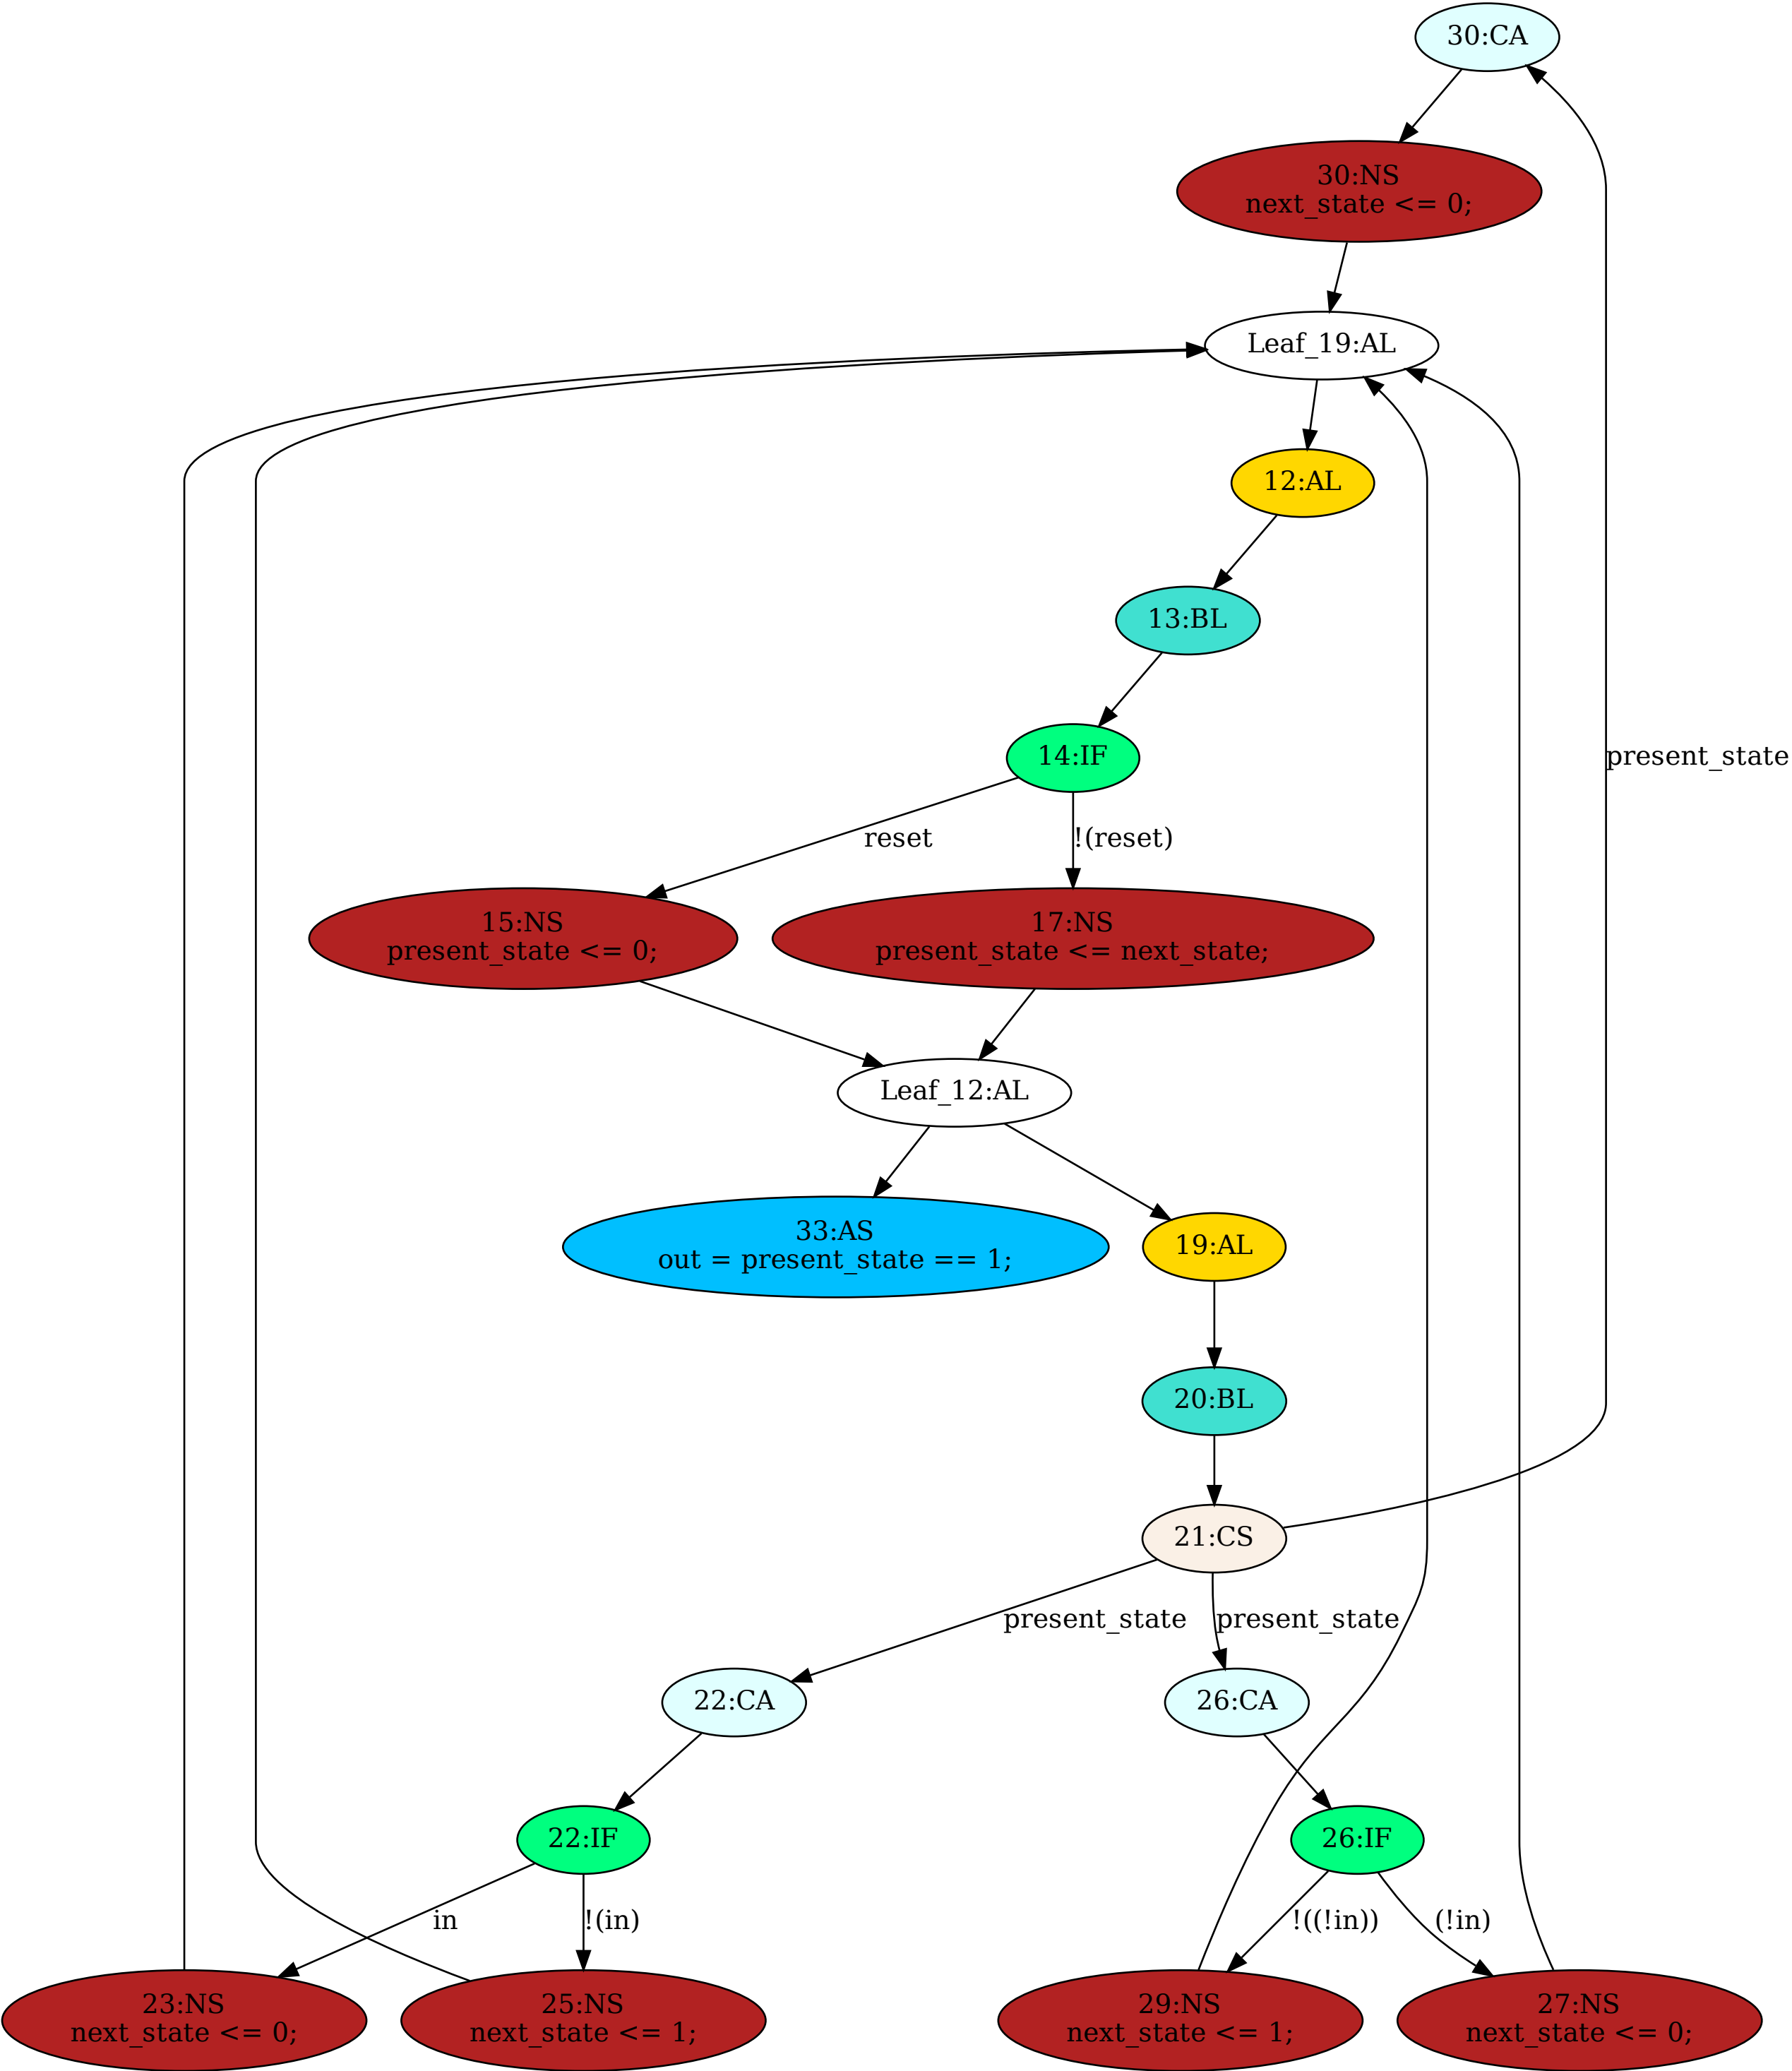 30:CA
30:NS
next_state <= 0;
Leaf_19:AL
12:AL
13:BL
14:IF
present_state
reset
!(reset)
15:NS
present_state <= 0;
17:NS
present_state <= next_state;
Leaf_12:AL
33:AS
out = present_state == 1;
19:AL
20:BL
21:CS
present_state
present_state
22:CA
26:CA
22:IF
26:IF
in
!(in)
!((!in))
(!in)
23:NS
next_state <= 0;
25:NS
next_state <= 1;
29:NS
next_state <= 1;
27:NS
next_state <= 0;